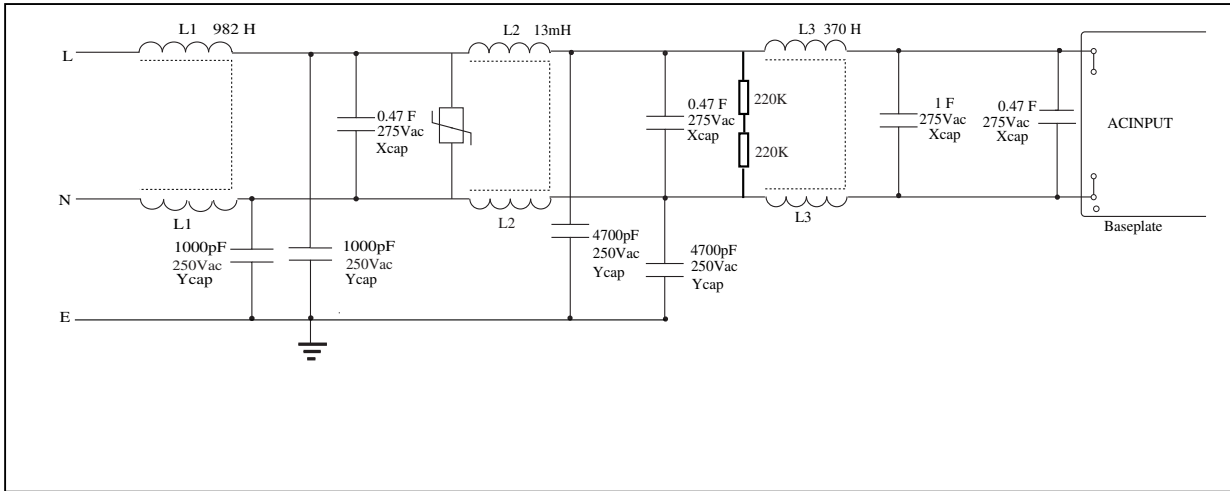 L1 982 H
L2 13mH
L3 370 H
L
0.47 F
275Vac
Xcap
0.47 F
275Vac
Xcap
220K
220K
1 F
275Vac
Xcap
0.47 F
275Vac
Xcap
ACINPUT
N
L1
L2
L3
Baseplate
1000pF
250Vac
Ycap
1000pF
250Vac
Ycap
4700pF
250Vac
Ycap
4700pF
250Vac
Ycap
E